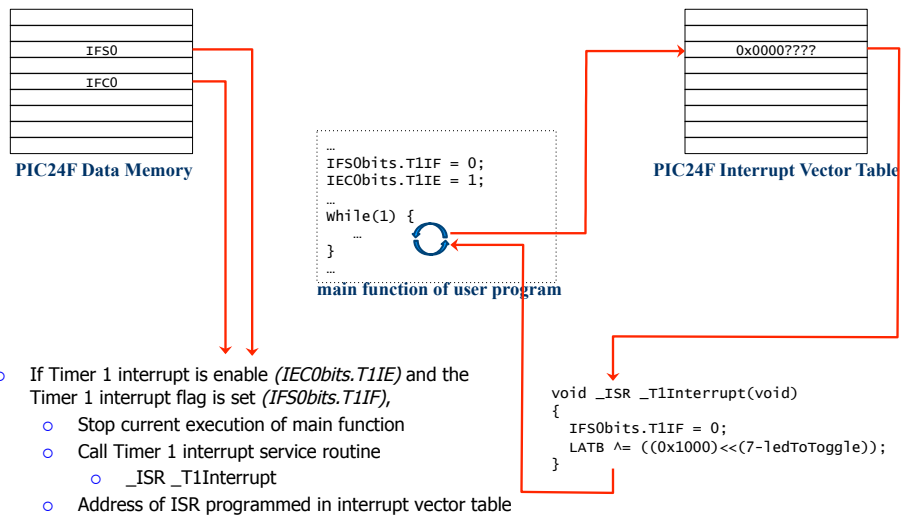 IFS0
IFC0
PIC24F Data Memory
…
IFS0bits.T1IF = 0;
IEC0bits.T1IE = 1;
…
while(1) {
…
}
…
main function of user program
0x0000????
PIC24F Interrupt Vector Table
void _ISR _T1Interrupt(void)
{
IFS0bits.T1IF = 0;
LATB ^= ((0x1000)<<(7-ledToToggle));
}
If Timer 1 interrupt is enable (IEC0bits.T1IE) and the
Timer 1 interrupt flag is set (IFS0bits.T1IF),
Stop current execution of main function
Call Timer 1 interrupt service routine
_ISR _T1Interrupt
Address of ISR programmed in interrupt vector table